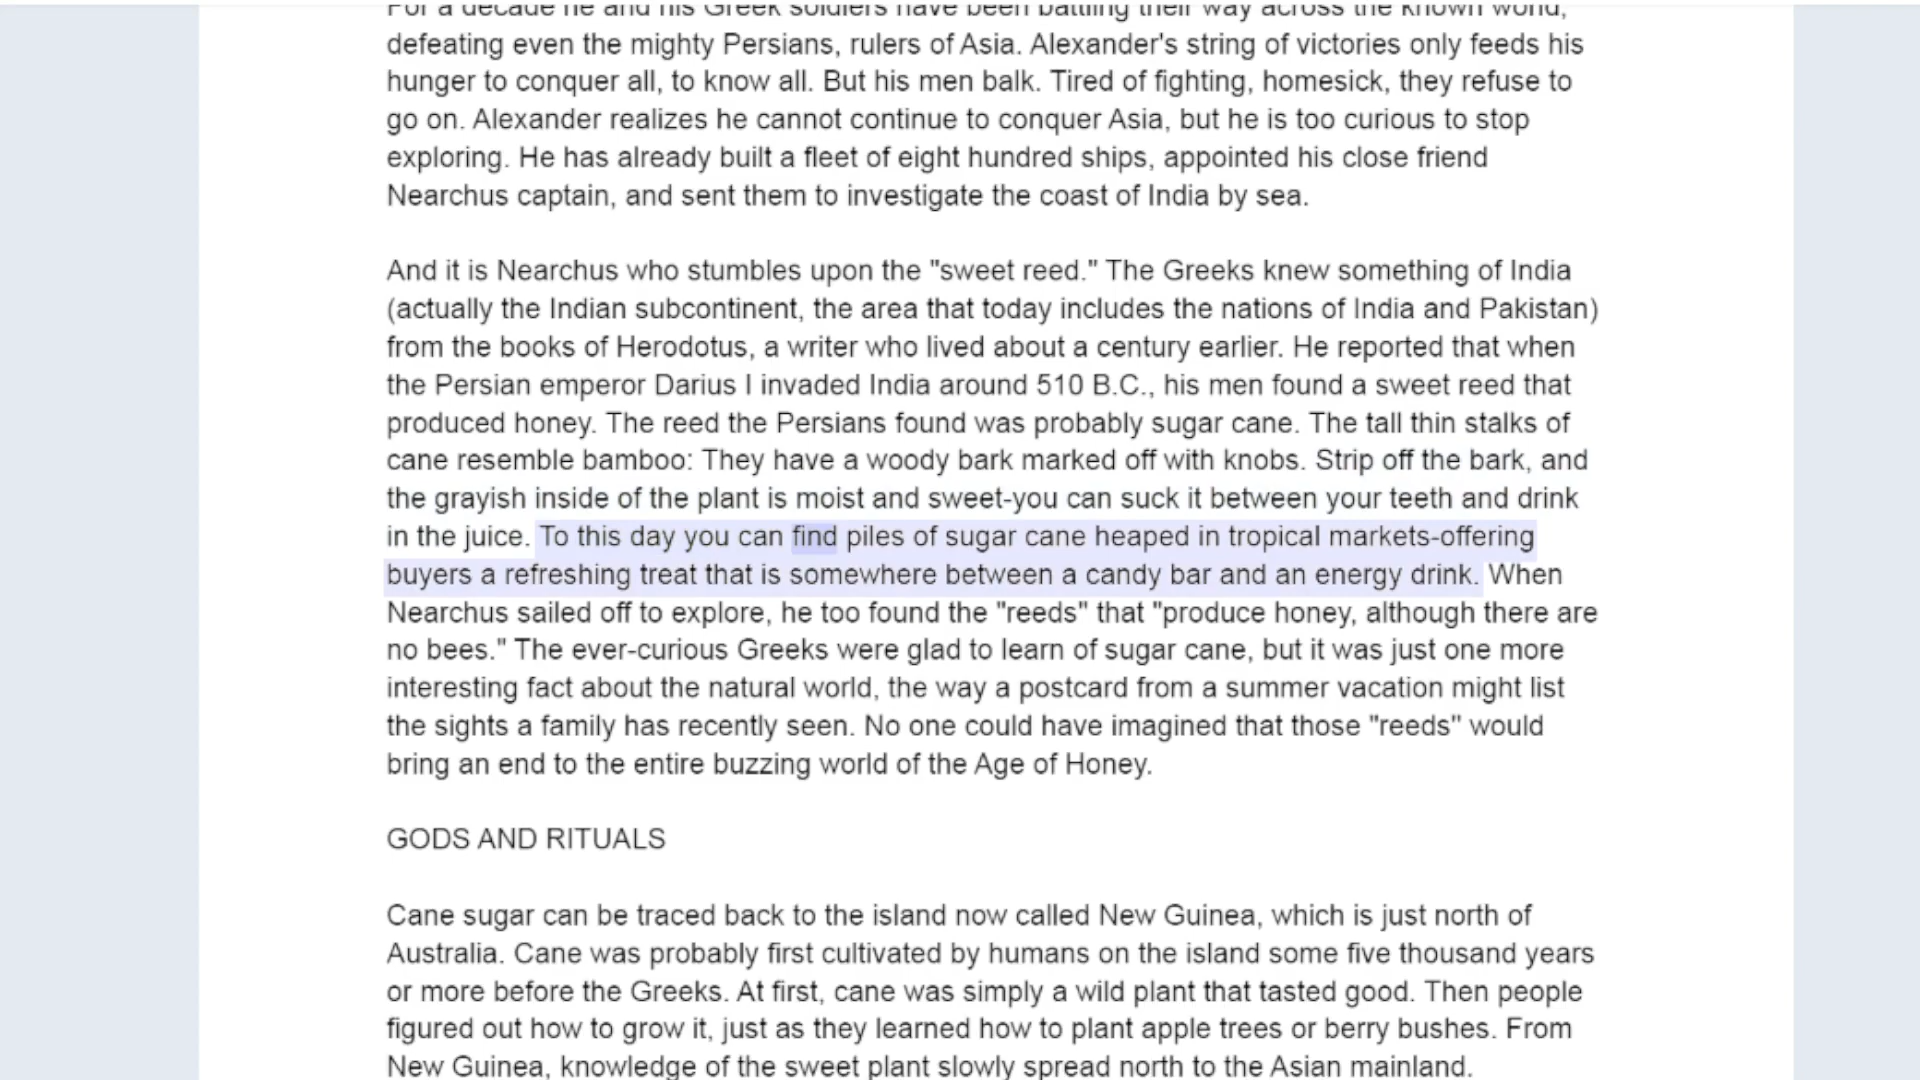 For a decade he and his Greek soldiers have been battling their way across the known world,
defeating even the mighty Persians, rulers of Asia. Alexander's string of victories only feeds his
hunger to conquer all, to know all. But his men balk. Tired of fighting, homesick, they refuse to
go on. Alexander realizes he cannot continue to conquer Asia, but he is too curious to stop
exploring. He has already built a fleet of eight hundred ships, appointed his close friend
Nearchus captain, and sent them to investigate the coast of India by sea.
And it is Nearchus who stumbles upon the "sweet reed." The Greeks knew something of India
(actually the Indian subcontinent, the area that today includes the nations of India and Pakistan)
from the books of Herodotus, a writer who lived about a century earlier. He reported that when
the Persian emperor Darius I invaded India around 510 B.C., his men found a sweet reed that
produced honey. The reed the Persians found was probably sugar cane. The tall thin stalks of
cane resemble bamboo: They have a woody bark marked off with knobs. Strip off the bark, and
the grayish inside of the plant is moist and sweet-you can suck it between your teeth and drink
in the juice. To this day you can find piles of sugar cane heaped in tropical markets-offering
buyers a refreshing treat that is somewhere between a candy bar and an energy drink. When
Nearchus sailed off to explore, he too found the "reeds" that "produce honey, although there are
no bees." The ever-curious Greeks were glad to learn of sugar cane, but it was just one more
interesting fact about the natural world, the way a postcard from a summer vacation might list
the sights a family has recently seen. No one could have imagined that those "reeds" would
bring an end to the entire buzzing world of the Age of Honey.
GODS AND RITUALS
Cane sugar can be traced back to the island now called New Guinea, which is just north of
Australia. Cane was probably first cultivated by humans on the island some five thousand years
or more before the Greeks. At first, cane was simply a wild plant that tasted good. Then people
figured out how to grow it, just as they learned how to plant apple trees or berry bushes. From
New Guinea, knowledge of the sweet plant slowly spread north to the Asian mainland.